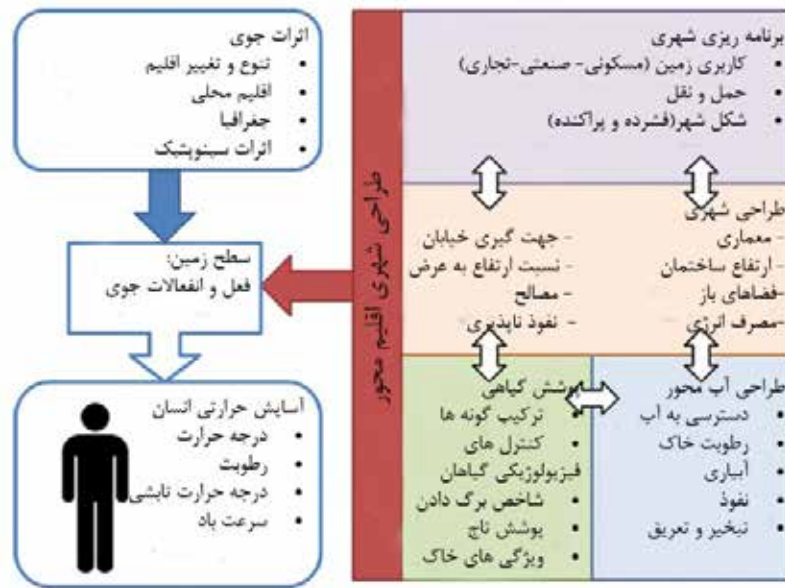 برنامه ریزی شهری
• کاربری زمین (مسکونی- صنعتی-تجاری)
• حمل و نقل
• شکل شهر(فشرده و پراکنده)
طراحی شهری
- معماری
- ارتفاع ساختمان
-فضاهای باز
-مصرف انرژی
- جهت گیری خیابان
- نسبت ارتفاع به عرض
- مصالح
- نفوذ ناپذیری
طراحی آب محور
• دسترسی به آب
• رطوبت خاک
• آبیاری
• نفوذ
• تبخیر و تعریق
پوشش گیاهی
• ترکیب گونه ها
• کنترل های
فیزیولوژیکی گیاهان
• شاخص برگ دادن
• پوشش تاج
• ویژگی های خاک
طراحی شهری اقلیم محور
اثرات جوی
• تنوع و تغییر اقلیم
• اقلیم محلی
• جغرافیا
• اثرات سینوپتیک
سطح زمین:
فعل و انفعالات جوی
آسایش حرارتی انسان
• درجه حرارت
• رطوبت
• درجه حرارت تابشی
• سرعت باد